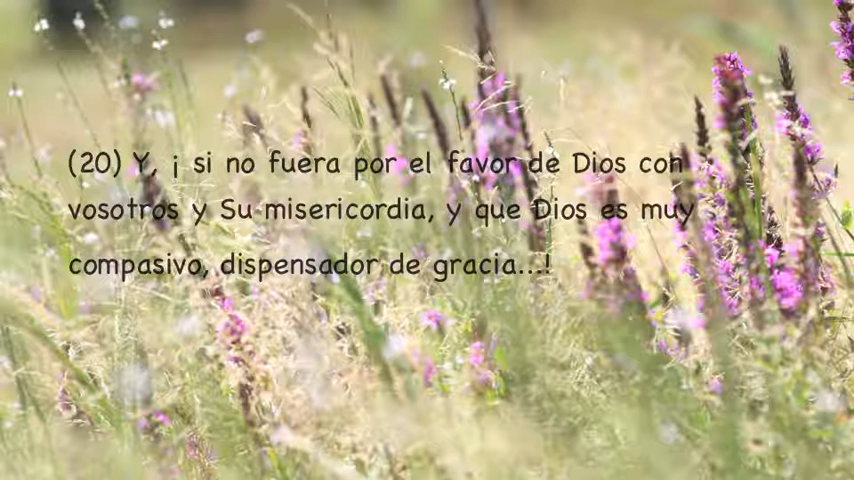 (20) Y, ¡ si no fuera por el favor de Dios con
vosotros y Su misericordia, y que Dios es muy
compasivo, dispensador de gracia...!